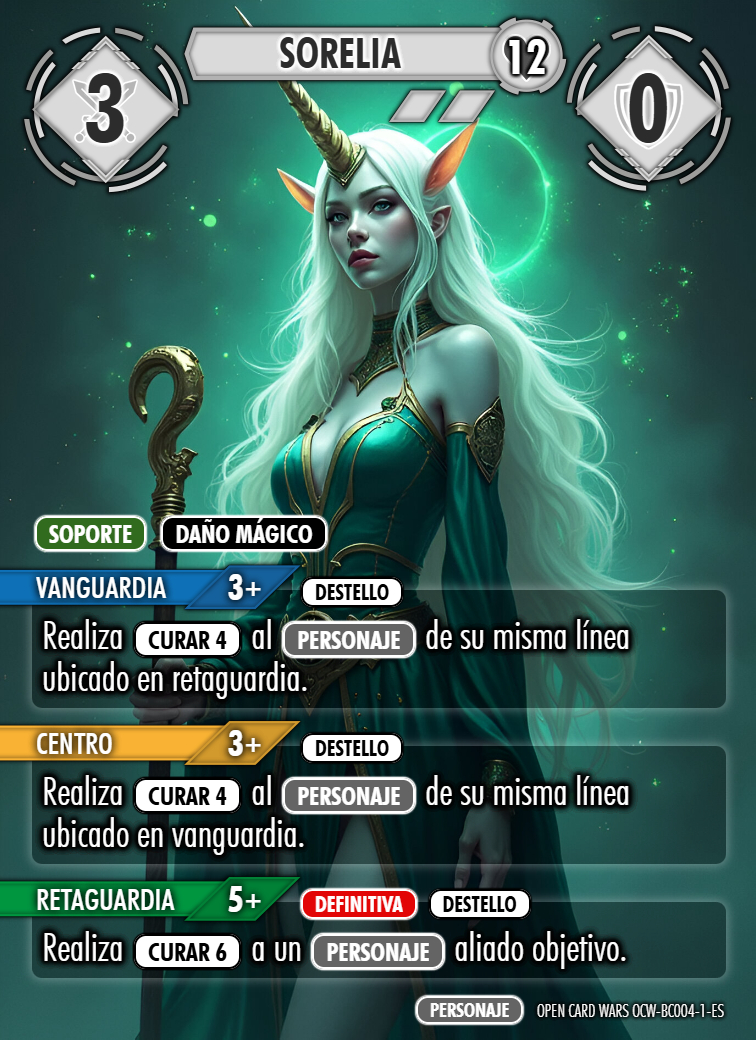 3
SORELIA
12
0
SOPORTE DAÑO MÁGICO
VANGUARDIA 3+ DESTELLO
Realiza CURAR 4 al PERSONAJE de su misma línea
ubicado en retaguardia.
CENTRO 3+ DESTELLO
Realiza CURAR 4 al PERSONAJE de su misma línea
ubicado en vanguardia.
RETAGUARDIA 5+ DEFINITIVA DESTELLO
Realiza CURAR 6 a un PERSONAJE aliado objetivo.
PERSONAJE OPEN CARD WARS OCW-BC004-1-ES